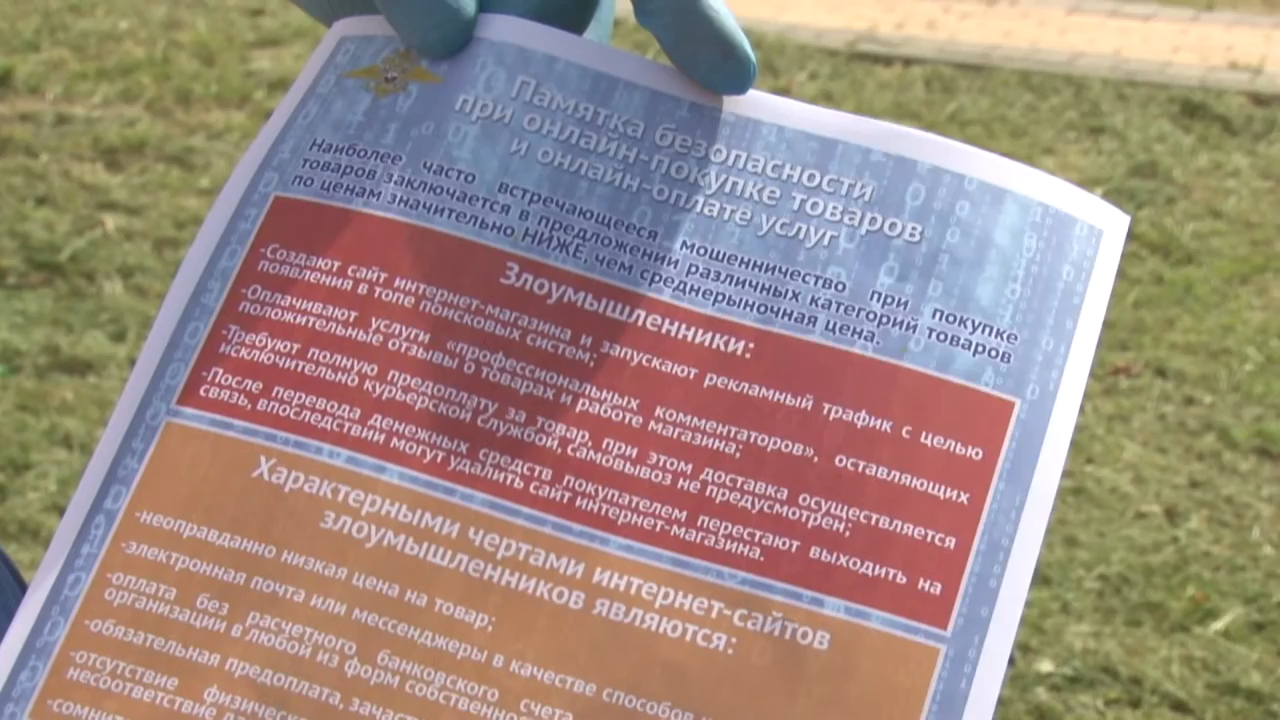 Памятка безопасности
при онлайн-покупке товаров
и онлайн-оплате услуг
Наиболее часто встречающееся мошенничество при покупке
товаров заключается в предложении различных категорий товаров
по ценам значительно НИЖЕ, чем среднерыночная цена.
Злоумышленники:
-Создают сайт интернет-магазина и запускают рекламный трафик с целью
появления в топе поисковых систем;
-Оплачивают услуги «профессиональных комментаторов», оставляющих
положительные отзывы о товарах и работе магазина;
-Требуют полную предоплату за товар, при этом доставка осуществляется
исключительно курьерской службой, самовывоз не предусмотрен;
-После перевода денежных средств покупателем перестают выходить на
связь, впоследствии могут удалить сайт интернет-магазина.
Характерными чертами интернет-сайтов
злоумышленников являются:
-неоправданно низкая цена на товар;
-электронная почта или мессенджеры в качестве способов
-оплата без расчетного банковского счета
организации в любой из форм
-обязательная предоплата,
-отсутствие
несоответствие